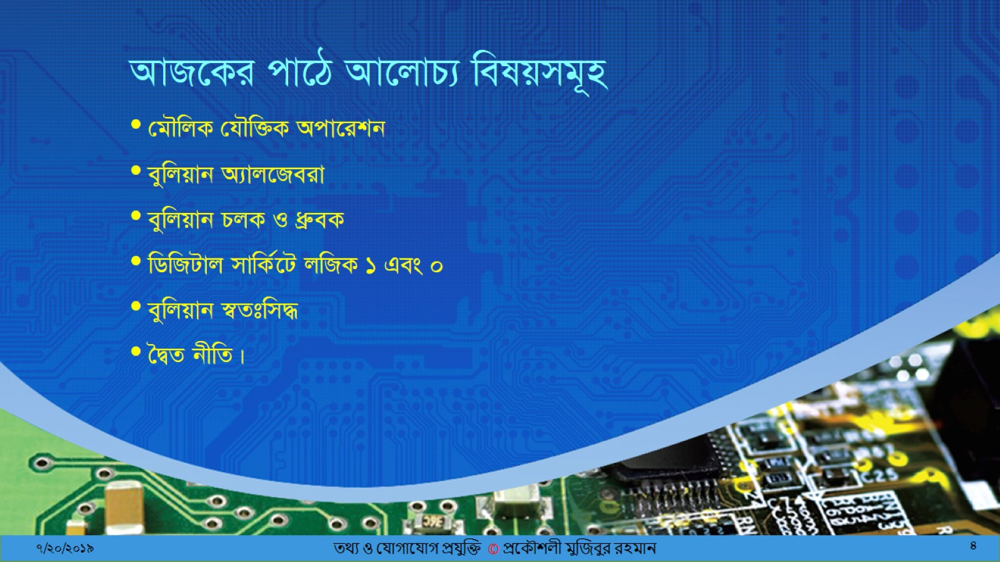 আজকের পাঠে আলোচ্য বিষয়সমূহ
• মৌলিক যৌক্তিক অপারেশন
• বুলিয়ান অ্যালজেবরা
• বুলিয়ান চলক ও ধ্রুবক
• ডিজিটাল সার্কিটে লজিক ১ এবং ০
• বুলিয়ান স্বতঃসিদ্ধ
• দ্বৈত নীতি।
C25
৭/২০/২০১৯ তথ্য ও যোগাযোগ প্রযুক্তি © প্রকৌশলী মুজিবুর রহমান ৪